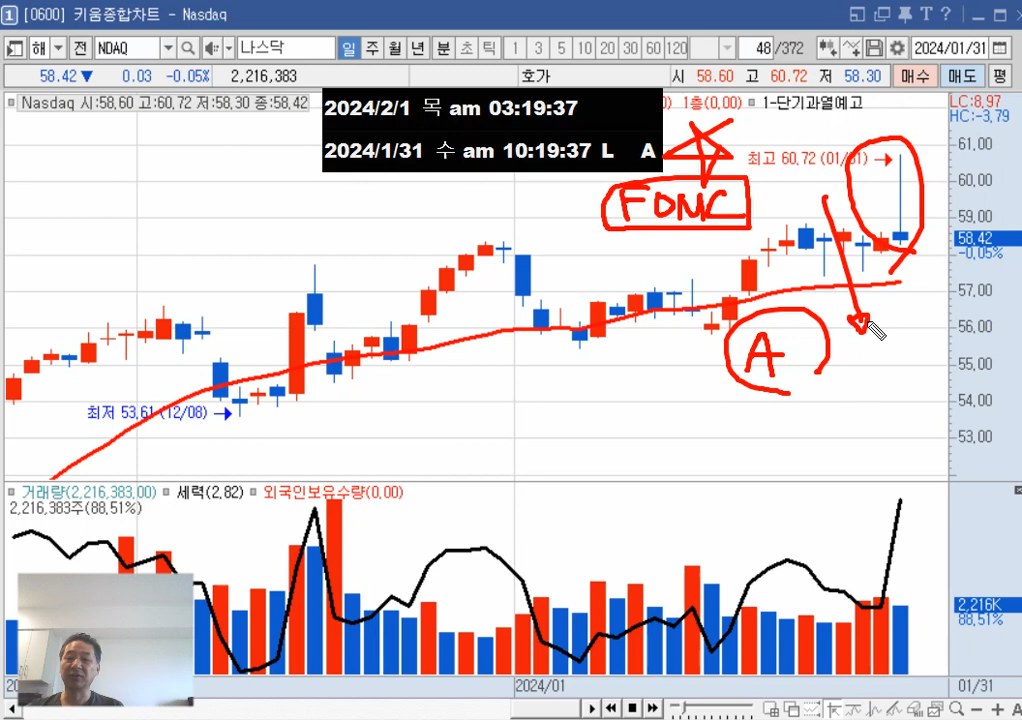 1 [0600] 키움종합차트 - Nasdaq
T ?
해 전 NDAQ 나스닥 일 주 월 년 분 초 틱 1 3 5 10 20 30 60 120 48 /372 2024/01/31
58.42 ▼ 0.03 -0.05% 2,216,383 호가 시 58.60 고 60.72 저 58.30 매수 매도 평
Nasdaq 시:58,60 고:60,72 저:58,30 종:58,42
1층(0,00) 1-단기과열예고
LC:8,97
HC:-3,79
2024/2/1 목 am 03:19:37
2024/1/31 수 am 10:19:37 L A
최고 60,72 (01/31)
FOMC
A
최저 53,61 (12/08)
61,00
60,00
59,00
58,42
-0,05%
57,00
56,00
55,00
54,00
53,00
거래량(2,216,383,00) 세력(2,82) 외국인보유수량(0,00)
2,216,383주(88,51%)
2,216K
88,51%
2024/01
01/31
A